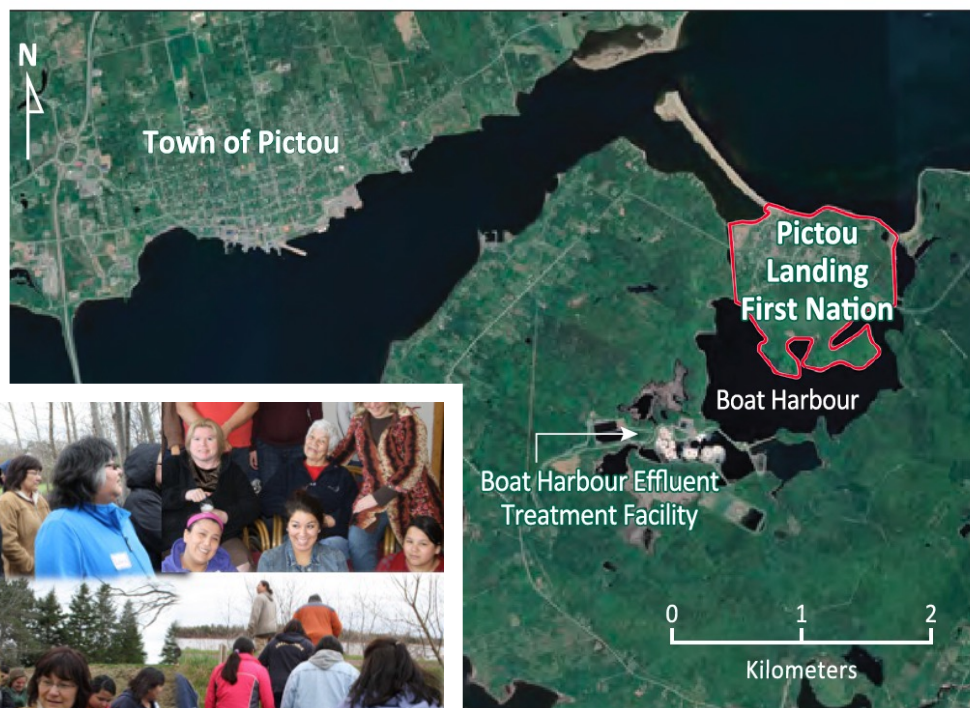 N
Town of Pictou
Pictou
Landing
First Nation
Boat Harbour
Boat Harbour Effluent
Treatment Facility
0 1 2
Kilometers